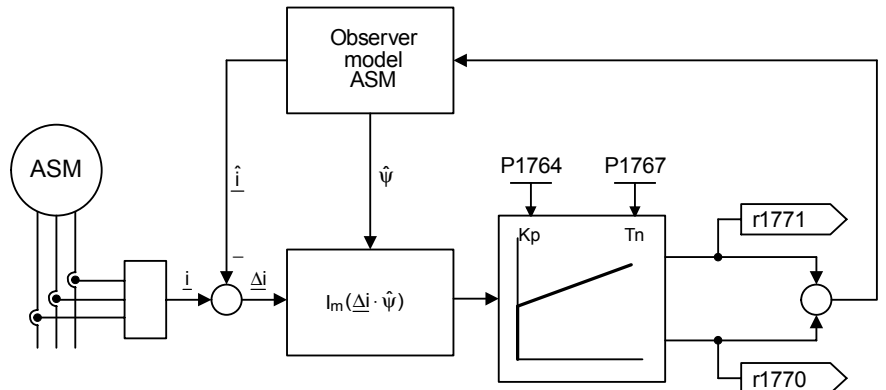 Observer
model
ASM
ASM
î
ψ̂
P1764
P1767
Kp
Tn
r1771
i
–
Δi
Iₘ(Δi · ψ̂)
r1770